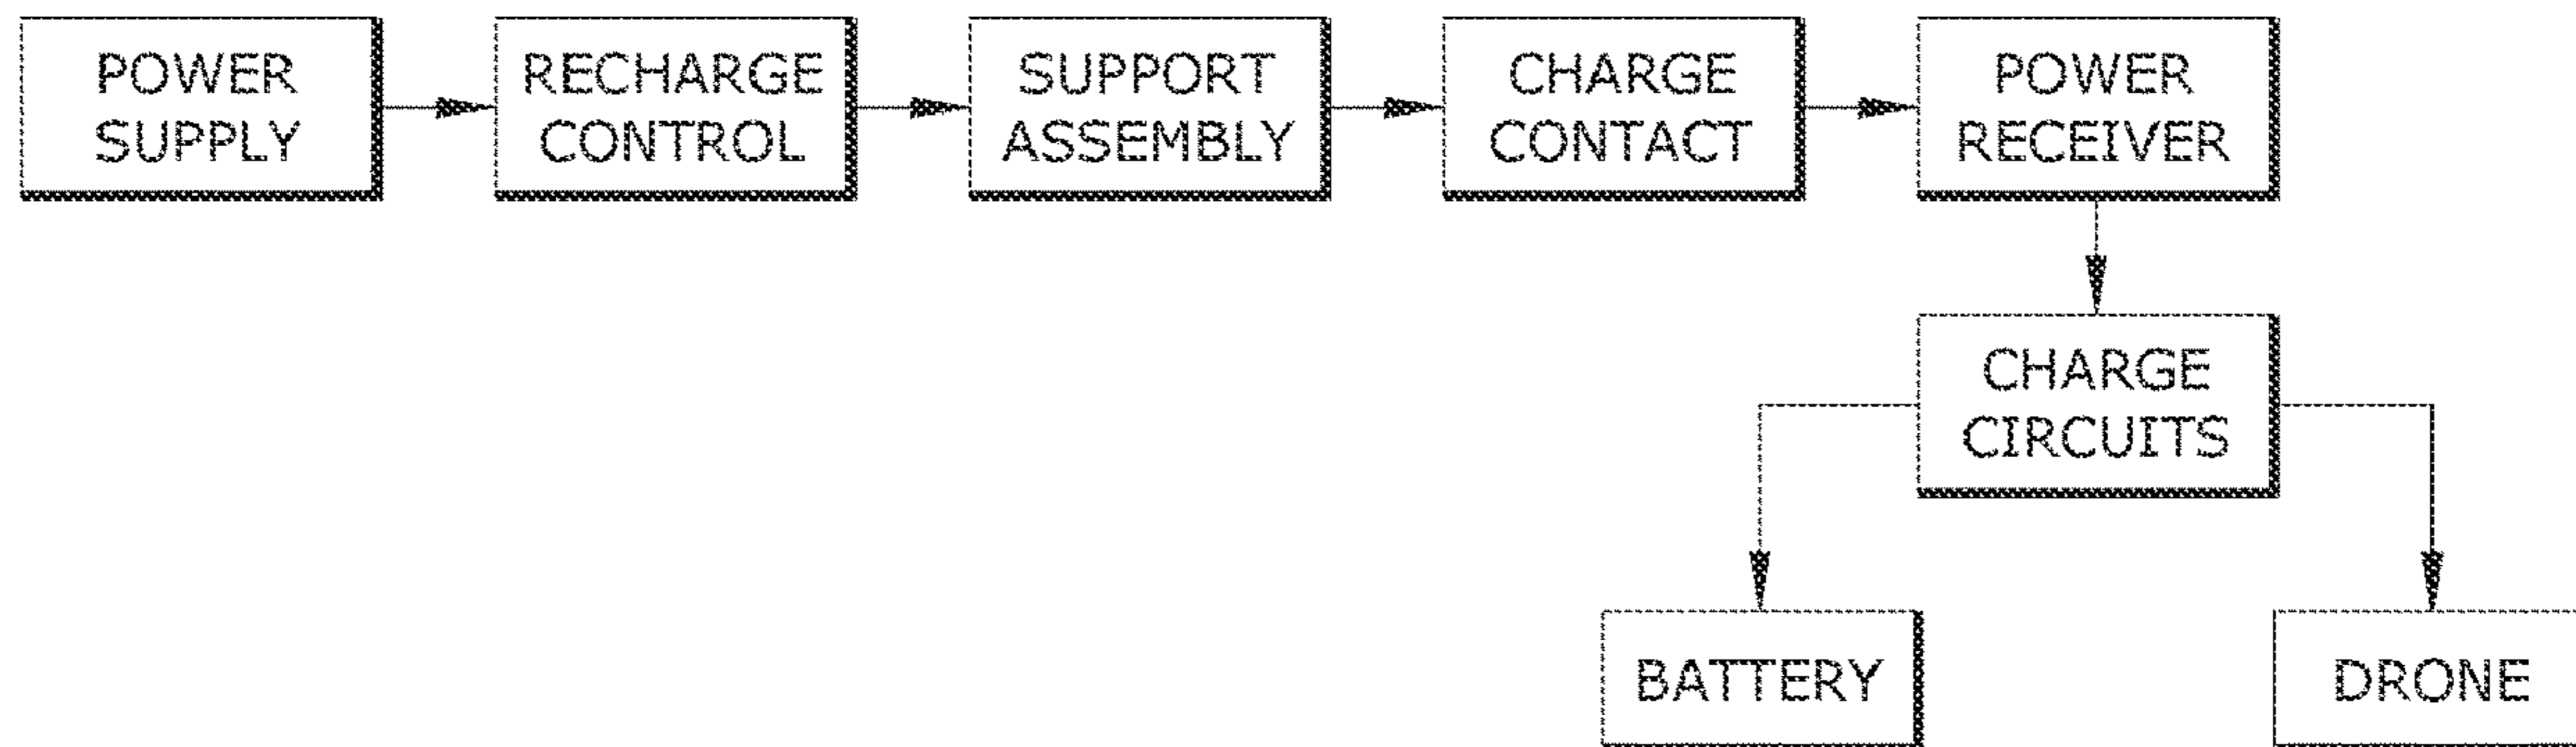 POWER
SUPPLY
RECHARGE
CONTROL
SUPPORT
ASSEMBLY
CHARGE
CONTACT
POWER
RECEIVER
CHARGE
CIRCUITS
BATTERY
DRONE